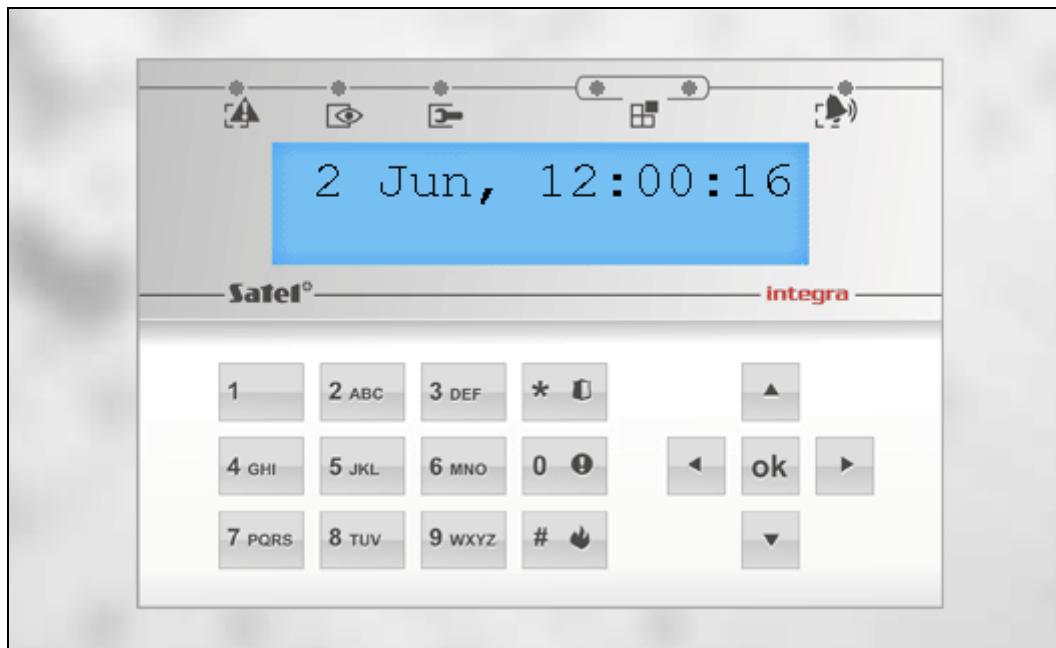 2 Jun, 12:00:16
Satel
integra
1
2 ABC
3 DEF
*
4 GHI
5 JKL
6 MNO
0
ok
7 PQRS
8 TUV
9 WXYZ
#